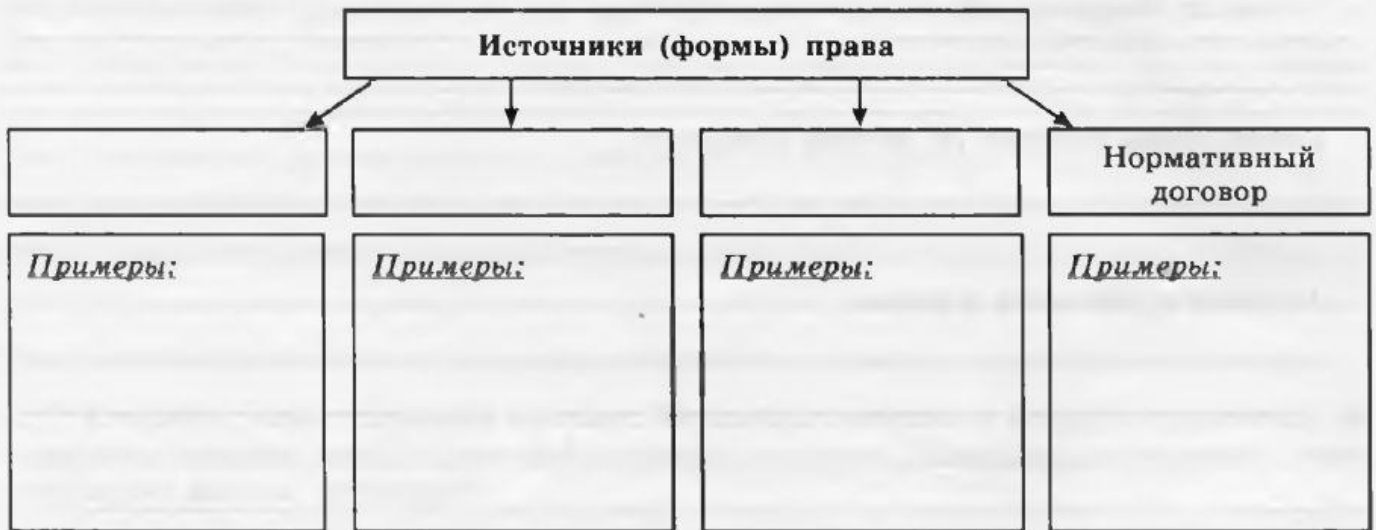 Источники (формы) права
Нормативный
договор
Примеры:
Примеры:
Примеры:
Примеры: